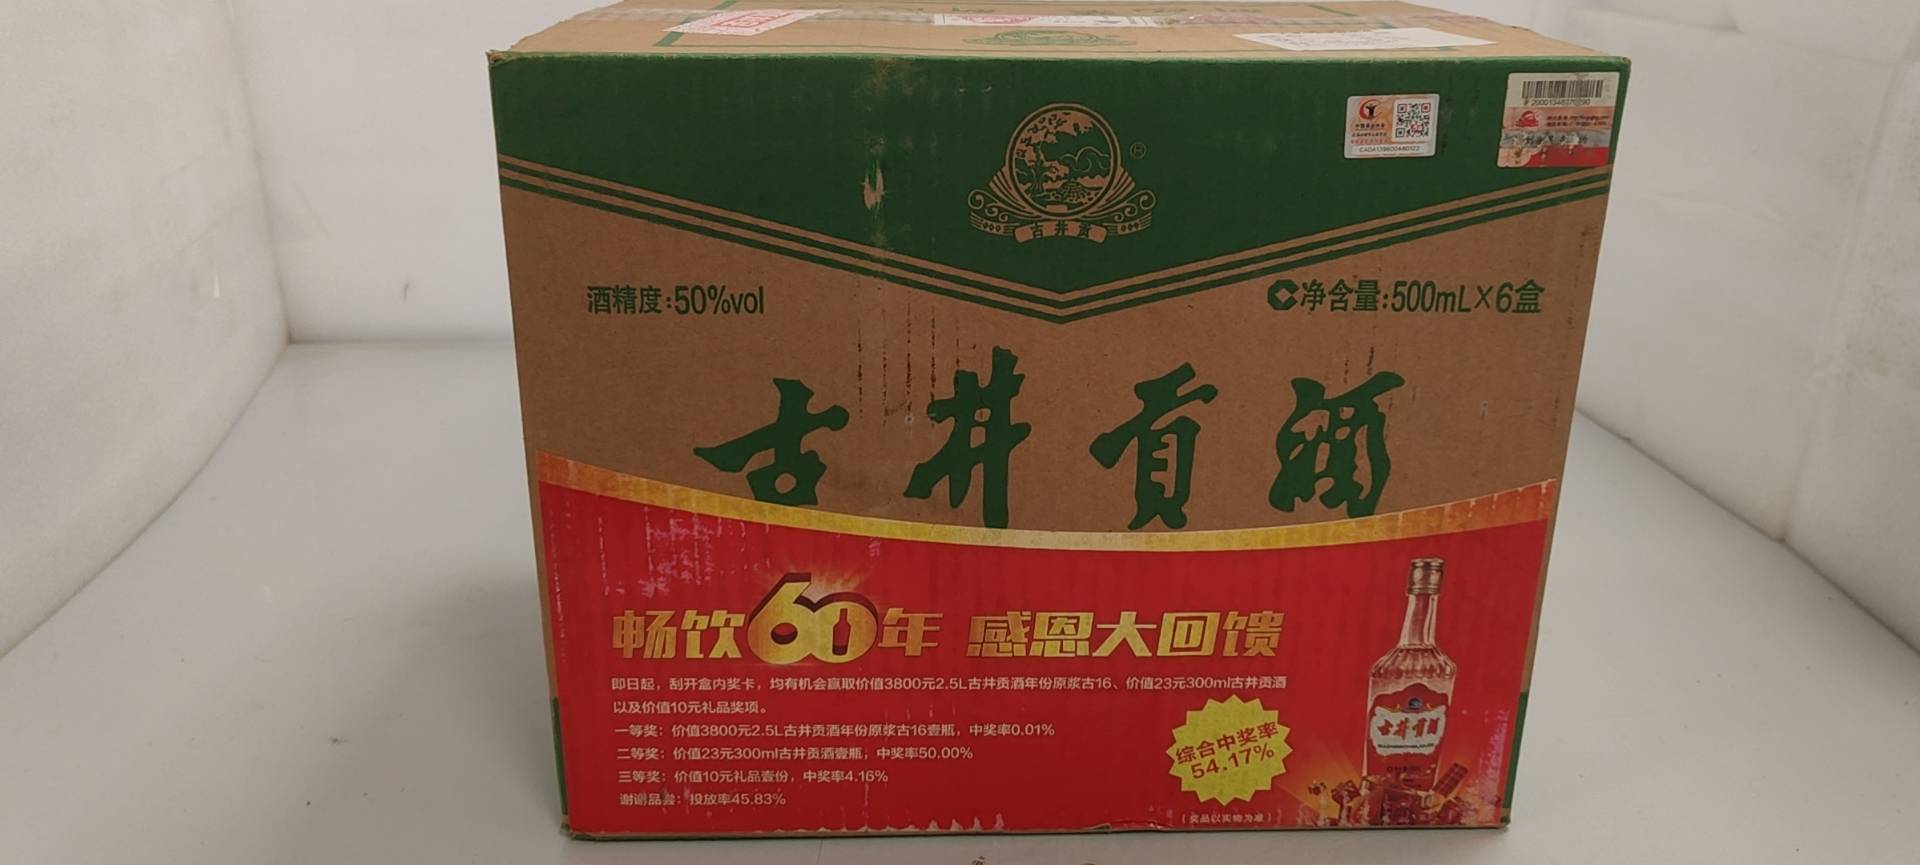 20001348270190
CADA139600480123
古井贡
®
酒精度:50%vol
净含量:500mL×6盒
古井贡酒
畅饮60年 感恩大回馈
即日起，刮开盒内奖卡，均有机会赢取价值3800元2.5L古井贡酒年份原浆古16、价值23元300ml古井贡酒
以及价值10元礼品奖项。
一等奖：价值3800元2.5L古井贡酒年份原浆古16壹瓶，中奖率0.01%
二等奖：价值23元300ml古井贡酒壹瓶，中奖率50.00%
三等奖：价值10元礼品壹份，中奖率4.16%
谢谢品尝：投放率45.83%
综合中奖率
54.17%
古井贡酒
（奖品以实物为准）